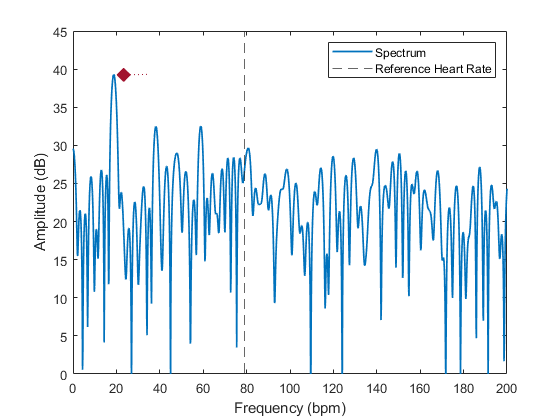 45
40
35
30
25
20
15
10
5
0
Amplitude (dB)
Spectrum
Reference Heart Rate
0 20 40 60 80 100 120 140 160 180 200
Frequency (bpm)